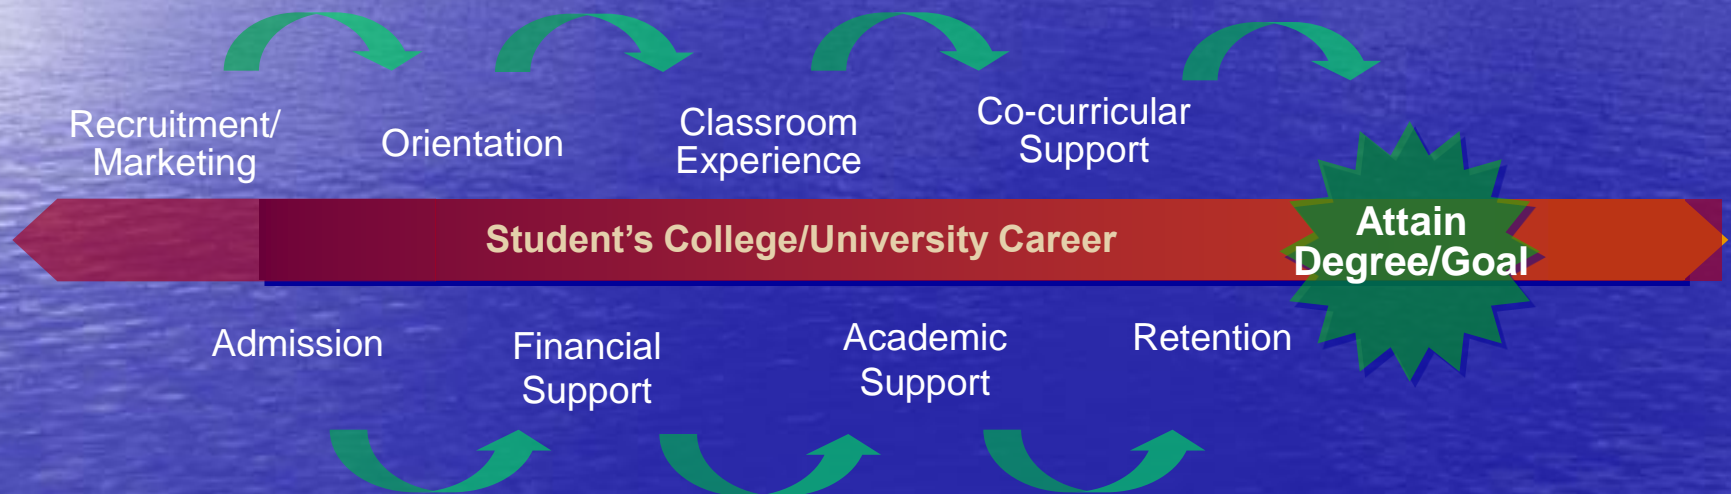 Recruitment/
Marketing
Orientation
Classroom
Experience
Co-curricular
Support
Student’s College/University Career
Attain
Degree/Goal
Admission
Financial
Support
Academic
Support
Retention